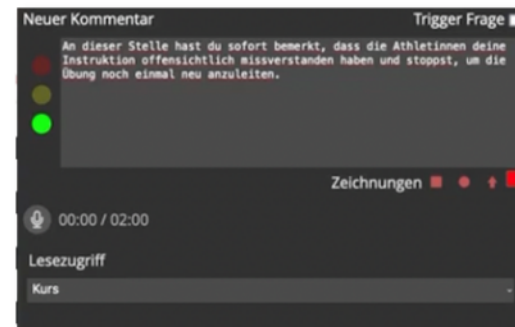 Neuer Kommentar
Trigger Frage
An dieser Stelle hast du sofort bemerkt, dass die Athletinnen deine
Instruktion offensichtlich missverstanden haben und stoppst, um die
Übung noch einmal neu anzuleiten.
Zeichnungen
00:00 / 02:00
Lesezugriff
Kurs